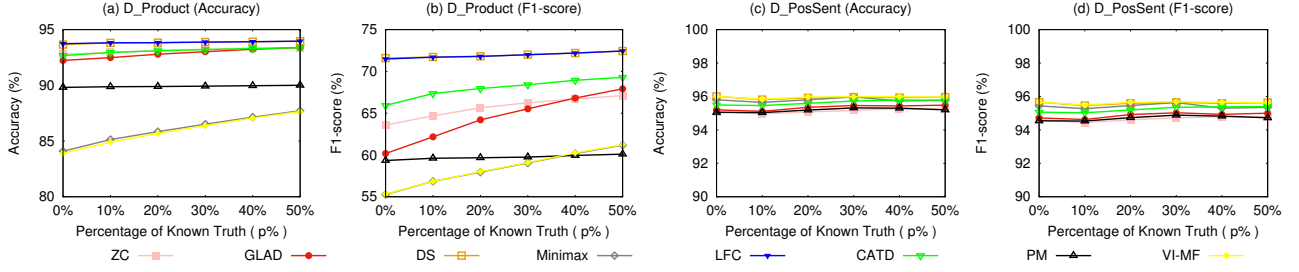 (a) D_Product (Accuracy)
95
90
85
80
Accuracy (%)
0% 10% 20% 30% 40% 50%
Percentage of Known Truth ( p% )
(b) D_Product (F1-score)
75
70
65
60
55
F1-score (%)
0% 10% 20% 30% 40% 50%
Percentage of Known Truth ( p% )
(c) D_PosSent (Accuracy)
100
98
96
94
92
90
Accuracy (%)
0% 10% 20% 30% 40% 50%
Percentage of Known Truth ( p% )
(d) D_PosSent (F1-score)
100
98
96
94
92
90
F1-score (%)
0% 10% 20% 30% 40% 50%
Percentage of Known Truth ( p% )
ZC GLAD DS Minimax LFC CATD PM VI-MF